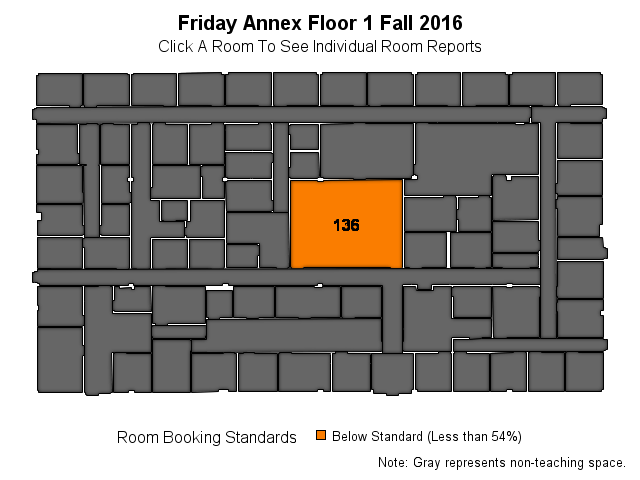 Friday Annex Floor 1 Fall 2016
Click A Room To See Individual Room Reports
136
Room Booking Standards
Below Standard (Less than 54%)
Note: Gray represents non-teaching space.